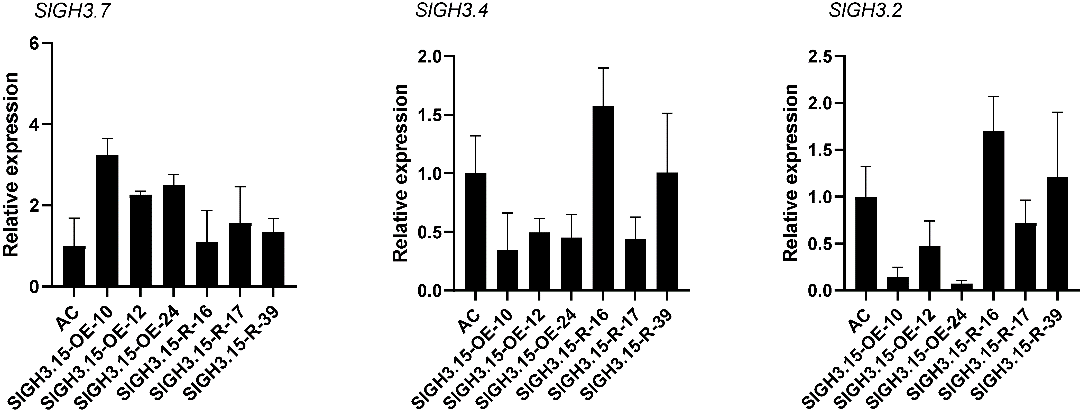 SlGH3.7
Relative expression
6
4
2
0
AC
SlGH3.15-OE-10
SlGH3.15-OE-12
SlGH3.15-OE-24
SlGH3.15-R-16
SlGH3.15-R-17
SlGH3.15-R-39
SlGH3.4
Relative expression
2.0
1.5
1.0
0.5
0.0
AC
SlGH3.15-OE-10
SlGH3.15-OE-12
SlGH3.15-OE-24
SlGH3.15-R-16
SlGH3.15-R-17
SlGH3.15-R-39
SlGH3.2
Relative expression
2.5
2.0
1.5
1.0
0.5
0.0
AC
SlGH3.15-OE-10
SlGH3.15-OE-12
SlGH3.15-OE-24
SlGH3.15-R-16
SlGH3.15-R-17
SlGH3.15-R-39